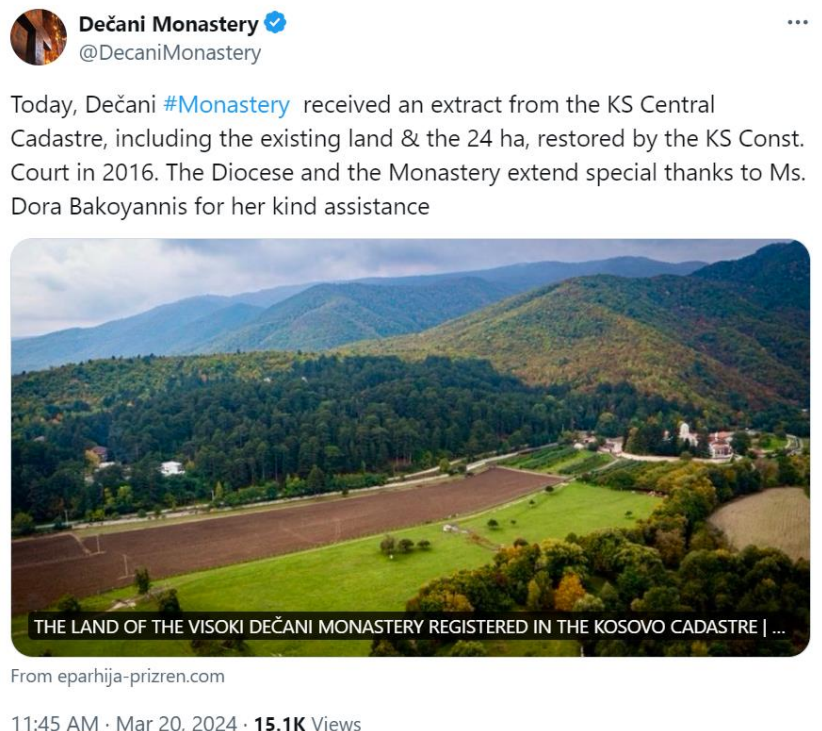 Dečani Monastery
@DecaniMonastery
Today, Dečani #Monastery received an extract from the KS Central
Cadastre, including the existing land & the 24 ha, restored by the KS Const.
Court in 2016. The Diocese and the Monastery extend special thanks to Ms.
Dora Bakoyannis for her kind assistance
THE LAND OF THE VISOKI DEČANI MONASTERY REGISTERED IN THE KOSOVO CADASTRE | ...
From eparhija-prizren.com
11:45 AM · Mar 20, 2024 · 15.1K Views